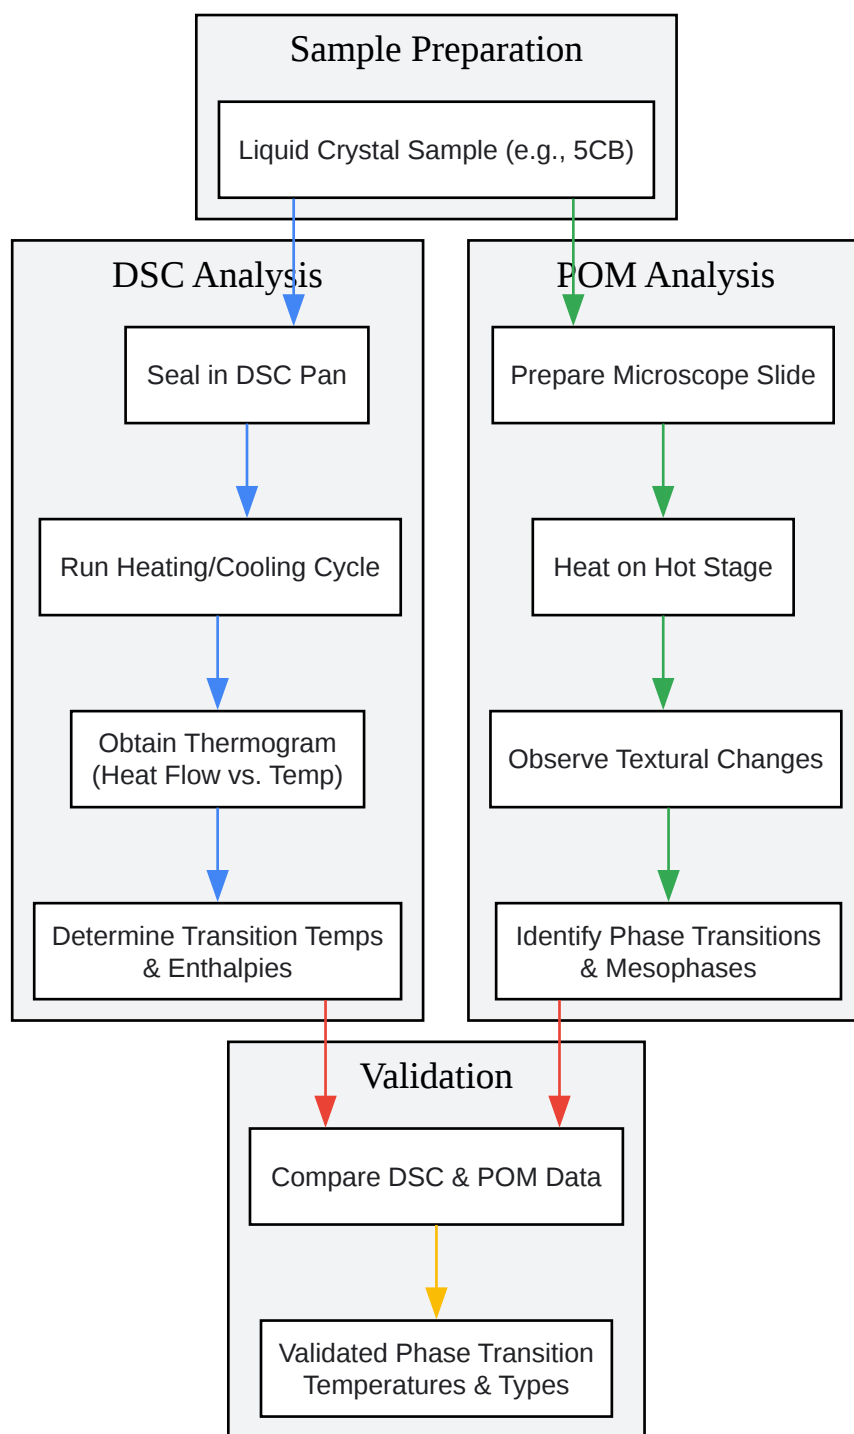 Sample Preparation
Liquid Crystal Sample (e.g., 5CB)
DSC Analysis
Seal in DSC Pan
Run Heating/Cooling Cycle
Obtain Thermogram
(Heat Flow vs. Temp)
Determine Transition Temps
& Enthalpies
POM Analysis
Prepare Microscope Slide
Heat on Hot Stage
Observe Textural Changes
Identify Phase Transitions
& Mesophases
Validation
Compare DSC & POM Data
Validated Phase Transition
Temperatures & Types